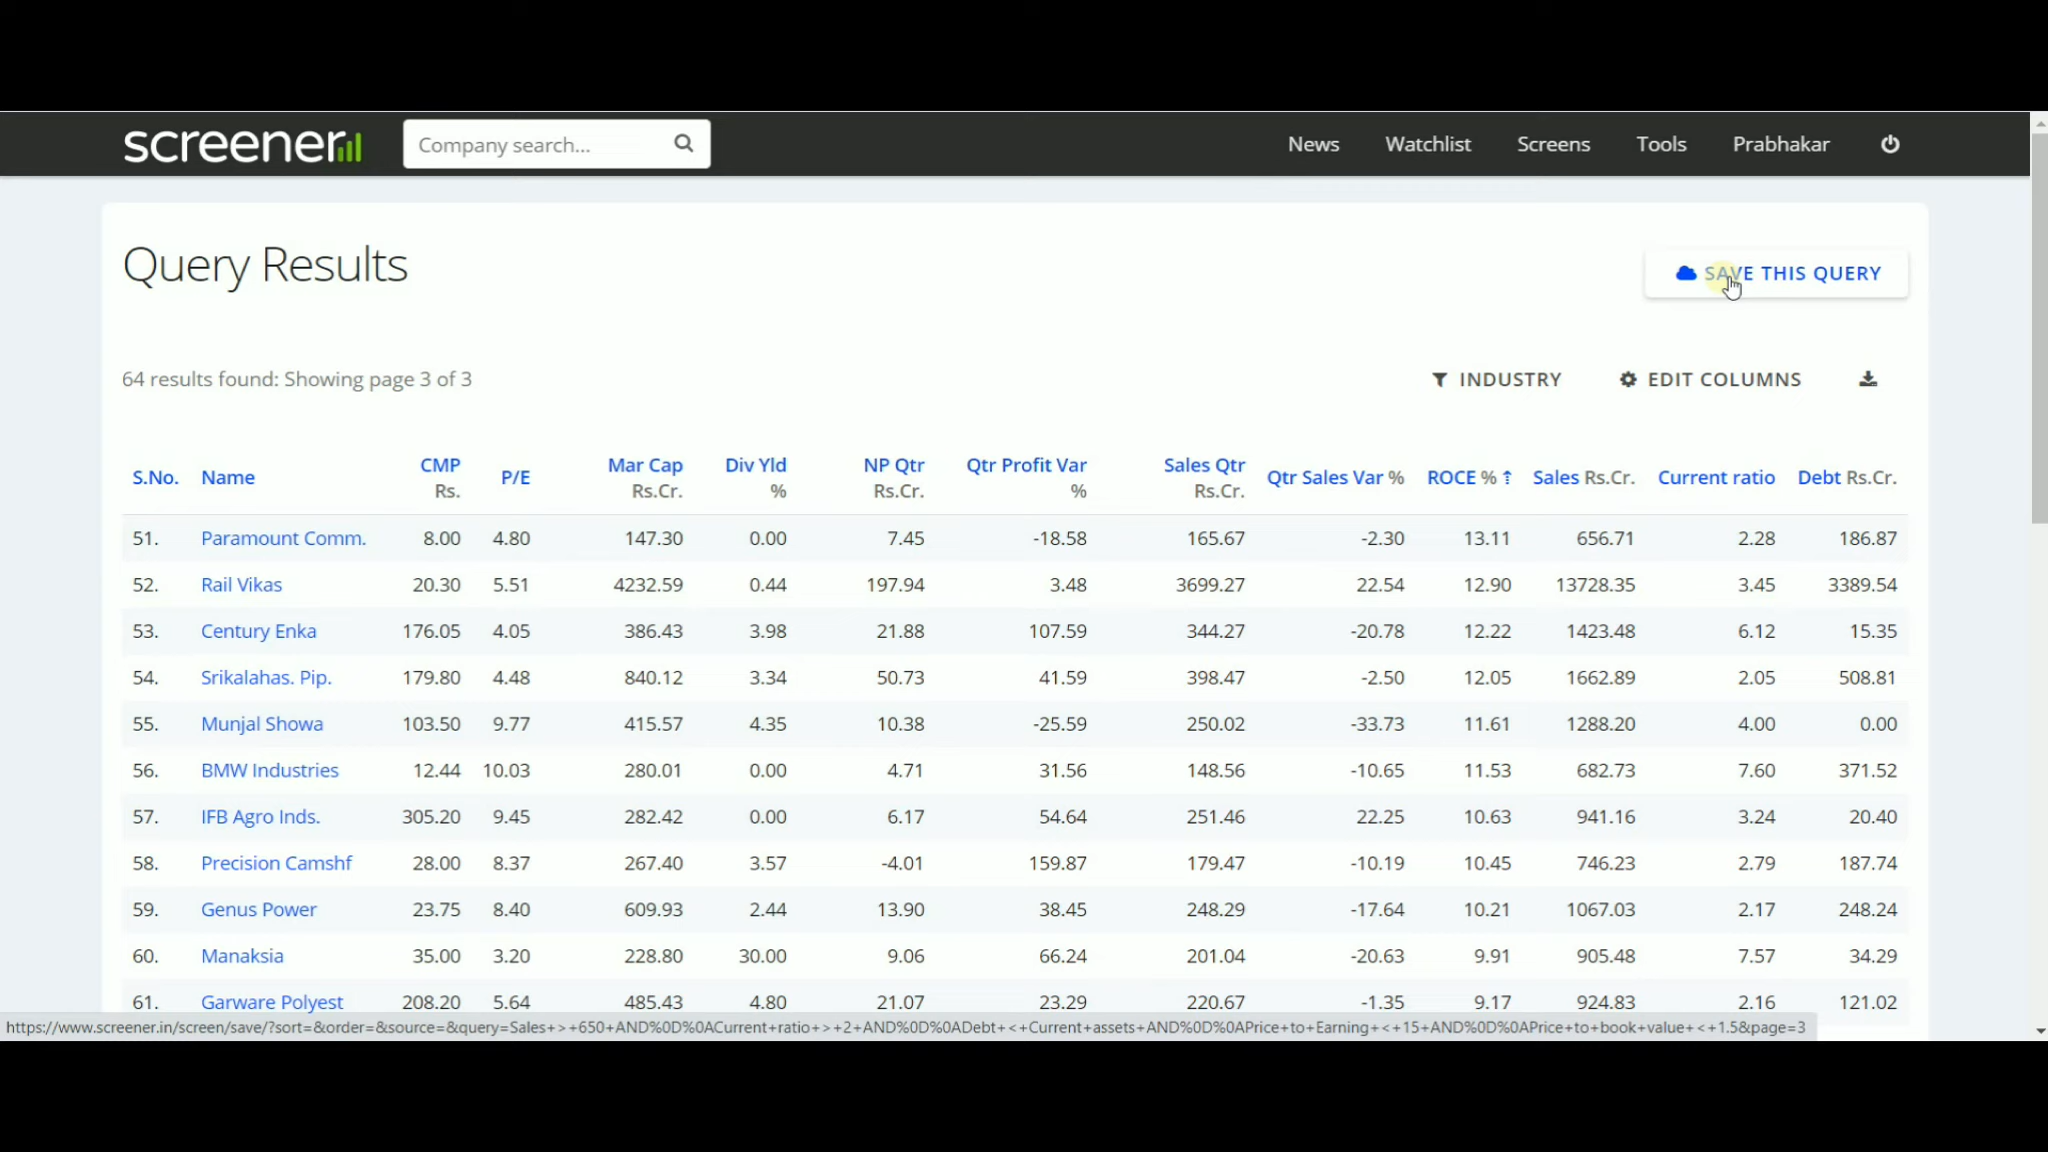 screener
Company search...
News Watchlist Screens Tools Prabhakar
Query Results
SAVE THIS QUERY
64 results found: Showing page 3 of 3
INDUSTRY EDIT COLUMNS
S.No. Name CMP Rs. P/E Mar Cap Rs.Cr. Div Yld % NP Qtr Rs.Cr. Qtr Profit Var % Sales Qtr Rs.Cr. Qtr Sales Var % ROCE % Sales Rs.Cr. Current ratio Debt Rs.Cr.
51. Paramount Comm. 8.00 4.80 147.30 0.00 7.45 -18.58 165.67 -2.30 13.11 656.71 2.28 186.87
52. Rail Vikas 20.30 5.51 4232.59 0.44 197.94 3.48 3699.27 22.54 12.90 13728.35 3.45 3389.54
53. Century Enka 176.05 4.05 386.43 3.98 21.88 107.59 344.27 -20.78 12.22 1423.48 6.12 15.35
54. Srikalahas. Pip. 179.80 4.48 840.12 3.34 50.73 41.59 398.47 -2.50 12.05 1662.89 2.05 508.81
55. Munjal Showa 103.50 9.77 415.57 4.35 10.38 -25.59 250.02 -33.73 11.61 1288.20 4.00 0.00
56. BMW Industries 12.44 10.03 280.01 0.00 4.71 31.56 148.56 -10.65 11.53 682.73 7.60 371.52
57. IFB Agro Inds. 305.20 9.45 282.42 0.00 6.17 54.64 251.46 22.25 10.63 941.16 3.24 20.40
58. Precision Camshf 28.00 8.37 267.40 3.57 -4.01 159.87 179.47 -10.19 10.45 746.23 2.79 187.74
59. Genus Power 23.75 8.40 609.93 2.44 13.90 38.45 248.29 -17.64 10.21 1067.03 2.17 248.24
60. Manaksia 35.00 3.20 228.80 30.00 9.06 66.24 201.04 -20.63 9.91 905.48 7.57 34.29
61. Garware Polyest 208.20 5.64 485.43 4.80 21.07 23.29 220.67 -1.35 9.17 924.83 2.16 121.02
https://www.screener.in/screen/save/?sort=&order=&source=&query=Sales+>+650+AND%0D%0ACurrent+ratio+>+2+AND%0D%0ADebt+<+Current+assets+AND%0D%0APrice+to+Earning+<+15+AND%0D%0APrice+to+book+value+<+1.5&page=3